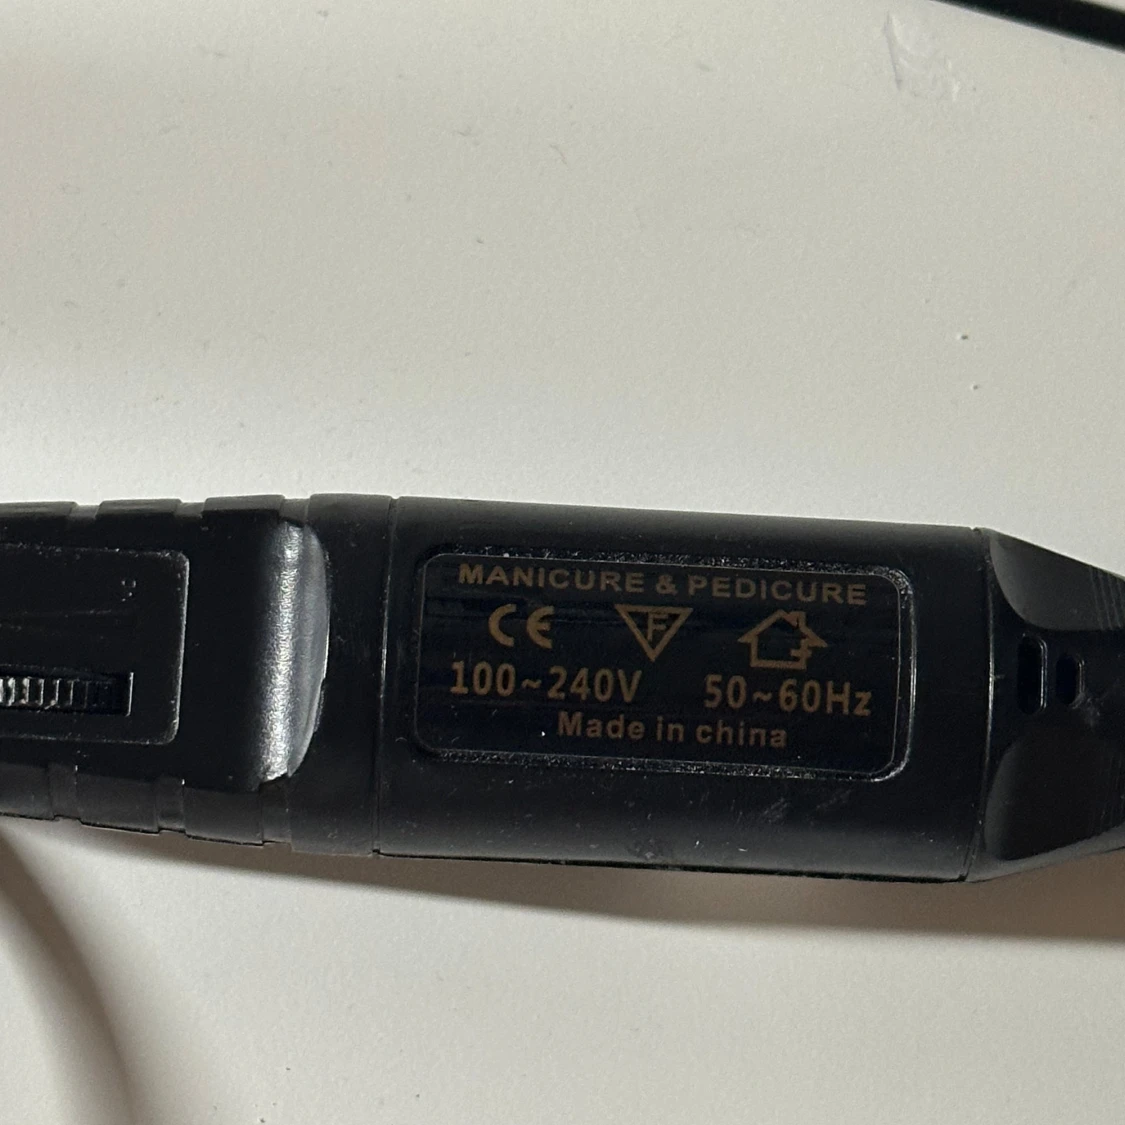 MANICURE & PEDICURE
CE F
100~240V 50~60Hz
Made in china